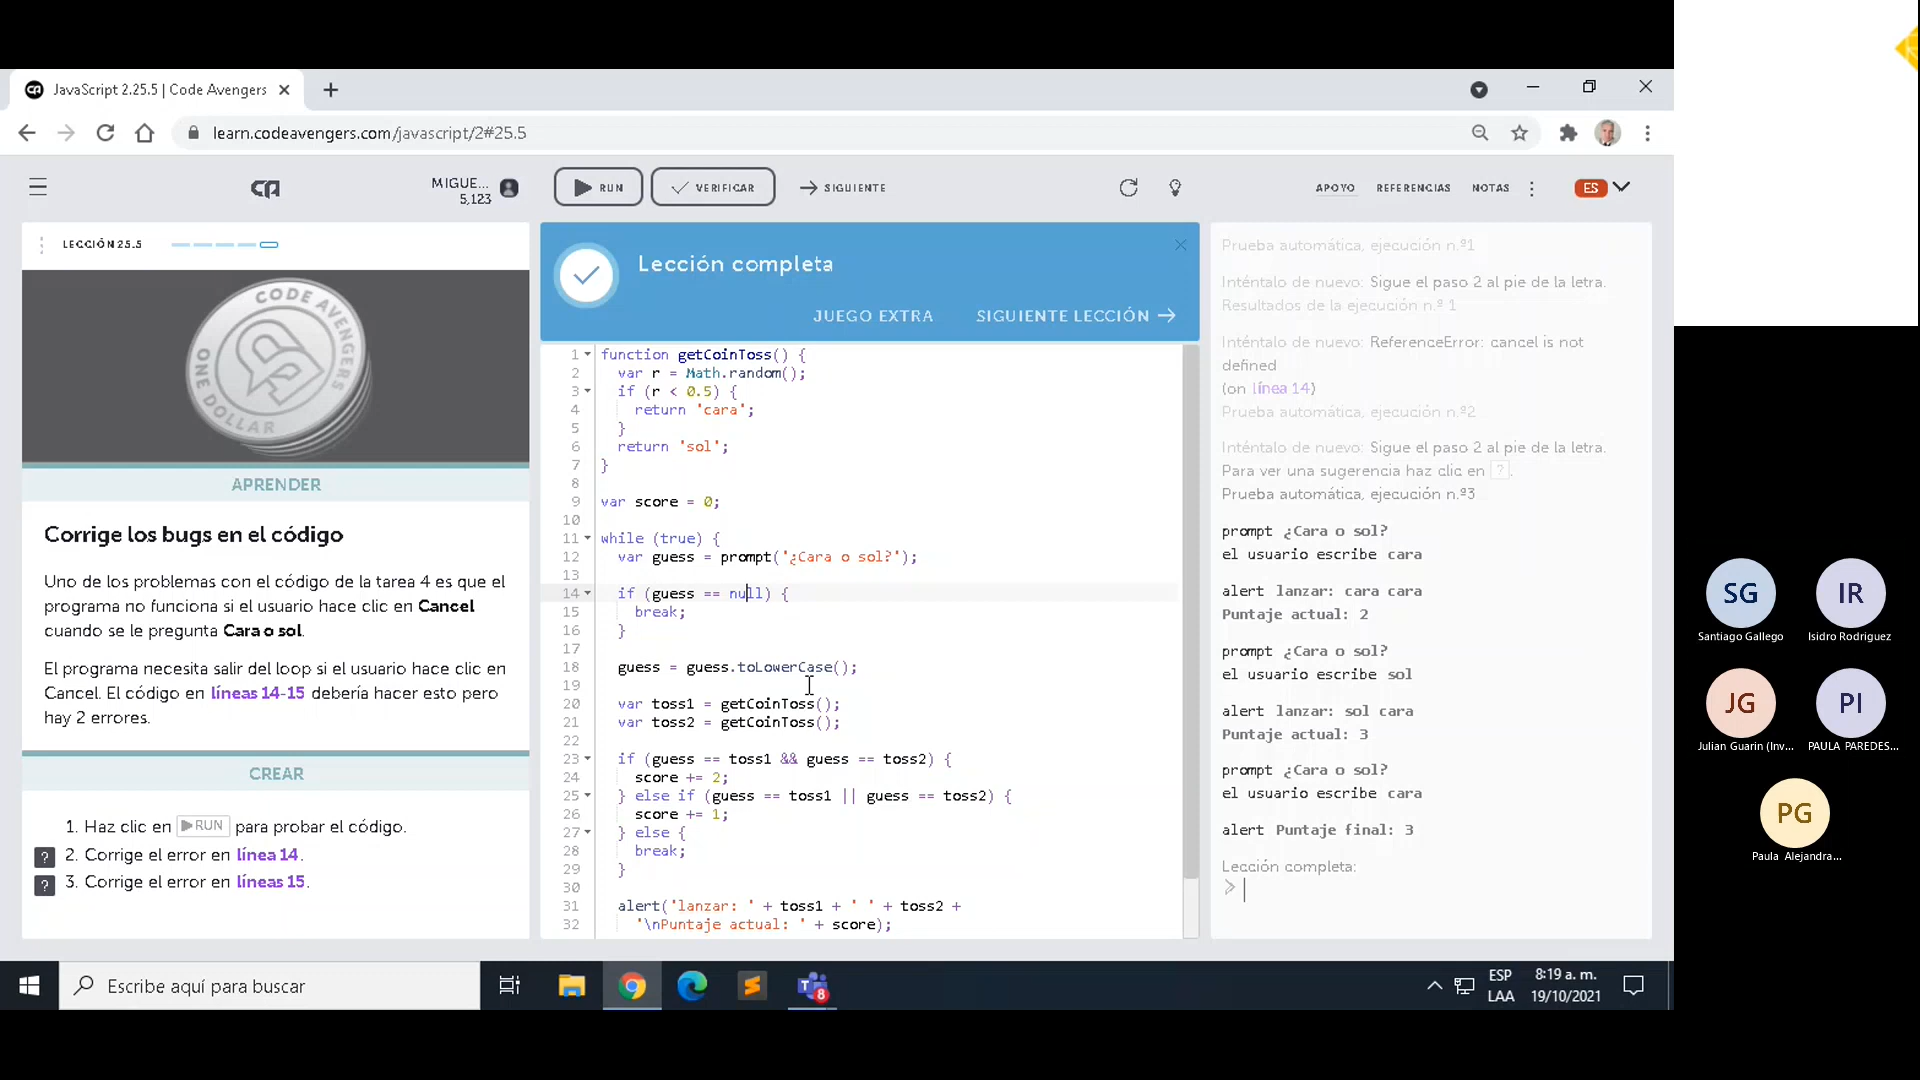 JavaScript 2.25.5 | Code Avengers
learn.codeavengers.com/javascript/2#25.5
MIGUE...
5,123
RUN
VERIFICAR
SIGUIENTE
APOYO
REFERENCIAS
NOTAS
ES
LECCIÓN 25.5
CODE AVENGERS
ONE DOLLAR
APRENDER
Corrige los bugs en el código
Uno de los problemas con el código de la tarea 4 es que el
programa no funciona si el usuario hace clic en Cancel
cuando se le pregunta Cara o sol.
El programa necesita salir del loop si el usuario hace clic en
Cancel. El código en líneas 14-15 debería hacer esto pero
hay 2 errores.
CREAR
1. Haz clic en RUN para probar el código.
? 2. Corrige el error en línea 14.
? 3. Corrige el error en líneas 15.
Lección completa
JUEGO EXTRA
SIGUIENTE LECCIÓN
1 function getCoinToss() {
2 var r = Math.random();
3 if (r < 0.5) {
4 return 'cara';
5 }
6 return 'sol';
7 }
8
9 var score = 0;
10
11 while (true) {
12 var guess = prompt('¿Cara o sol?');
13
14 if (guess == null) {
15 break;
16 }
17
18 guess = guess.toLowerCase();
19
20 var toss1 = getCoinToss();
21 var toss2 = getCoinToss();
22
23 if (guess == toss1 && guess == toss2) {
24 score += 2;
25 } else if (guess == toss1 || guess == toss2) {
26 score += 1;
27 } else {
28 break;
29 }
30
31 alert('lanzar: ' + toss1 + ' ' + toss2 +
32 '\nPuntaje actual: ' + score);
Prueba automática, ejecución n.º1
Inténtalo de nuevo: Sigue el paso 2 al pie de la letra.
Resultados de la ejecución n.º 1
Inténtalo de nuevo: ReferenceError: cancel is not
defined
(on línea 14)
Prueba automática, ejecución n.º2
Inténtalo de nuevo: Sigue el paso 2 al pie de la letra.
Para ver una sugerencia haz clic en ?.
Prueba automática, ejecución n.º3
prompt ¿Cara o sol?
el usuario escribe cara
alert lanzar: cara cara
Puntaje actual: 2
prompt ¿Cara o sol?
el usuario escribe sol
alert lanzar: sol cara
Puntaje actual: 3
prompt ¿Cara o sol?
el usuario escribe cara
alert Puntaje final: 3
Lección completa:
>
SG
Santiago Gallego
IR
Isidro Rodriguez
JG
Julian Guarin (Inv...
PI
PAULA PAREDES...
PG
Paula Alejandra...
Escribe aquí para buscar
8
ESP
LAA
8:19 a. m.
19/10/2021